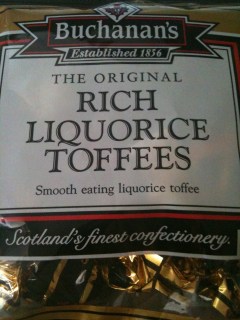 Buchanan's
Established 1856
THE ORIGINAL
RICH
LIQUORICE
TOFFEES
Smooth eating liquorice toffee
Scotland's finest confectionery.